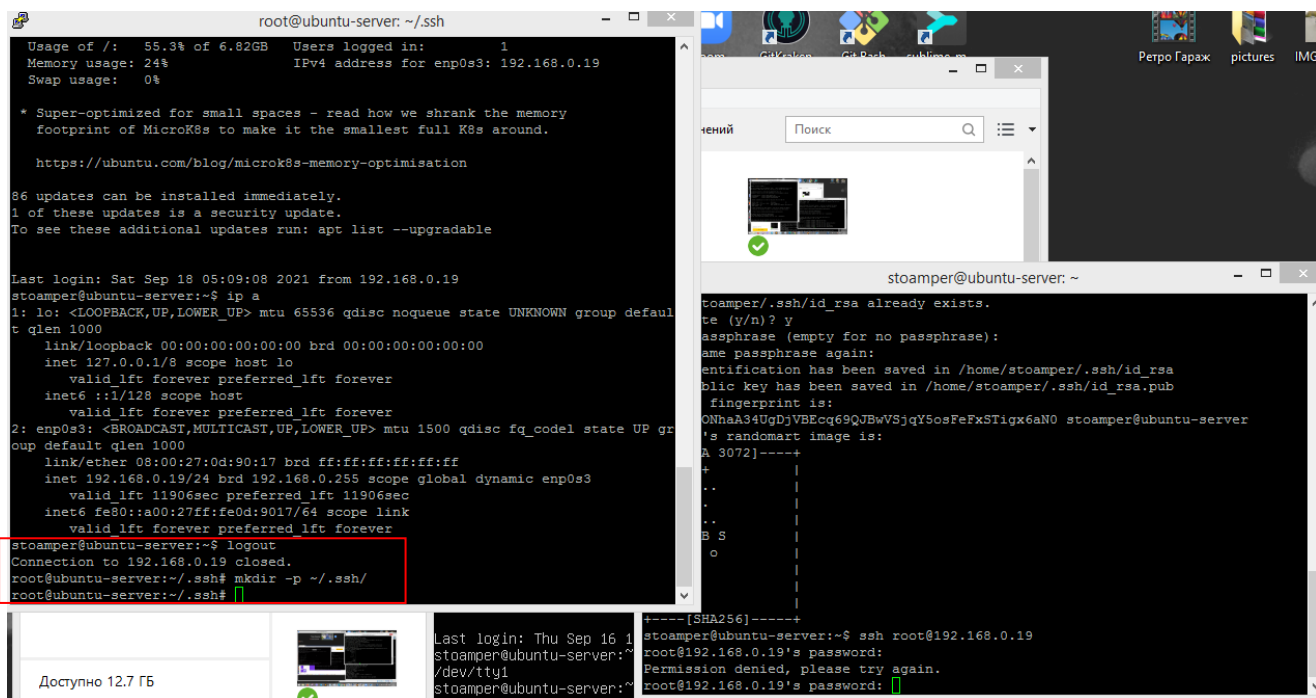 root@ubuntu-server: ~/.ssh
Usage of /: 55.3% of 6.82GB Users logged in: 1
Memory usage: 24% IPv4 address for enp0s3: 192.168.0.19
Swap usage: 0%
* Super-optimized for small spaces - read how we shrank the memory
footprint of MicroK8s to make it the smallest full K8s around.
https://ubuntu.com/blog/microk8s-memory-optimisation
86 updates can be installed immediately.
1 of these updates is a security update.
To see these additional updates run: apt list --upgradable
Last login: Sat Sep 18 05:09:08 2021 from 192.168.0.19
stoamper@ubuntu-server:~$ ip a
1: lo: <LOOPBACK,UP,LOWER_UP> mtu 65536 qdisc noqueue state UNKNOWN group defaul
t qlen 1000
link/loopback 00:00:00:00:00:00 brd 00:00:00:00:00:00
inet 127.0.0.1/8 scope host lo
valid_lft forever preferred_lft forever
inet6 ::1/128 scope host
valid_lft forever preferred_lft forever
2: enp0s3: <BROADCAST,MULTICAST,UP,LOWER_UP> mtu 1500 qdisc fq_codel state UP gr
oup default qlen 1000
link/ether 08:00:27:0d:90:17 brd ff:ff:ff:ff:ff:ff
inet 192.168.0.19/24 brd 192.168.0.255 scope global dynamic enp0s3
valid_lft 11906sec preferred_lft 11906sec
inet6 fe80::a00:27ff:fe0d:9017/64 scope link
valid_lft forever preferred_lft forever
stoamper@ubuntu-server:~$ logout
Connection to 192.168.0.19 closed.
root@ubuntu-server:~/.ssh# mkdir -p ~/.ssh/
root@ubuntu-server:~/.ssh#
GitKraken
Git Bash
Ретро Гараж
pictures
IMG
нений
Поиск
stoamper@ubuntu-server: ~
toamper/.ssh/id_rsa already exists.
te (y/n)? y
assphrase (empty for no passphrase):
ame passphrase again:
entification has been saved in /home/stoamper/.ssh/id_rsa
blic key has been saved in /home/stoamper/.ssh/id_rsa.pub
fingerprint is:
ONhaA34UgDjVBEcq69QJBwVSjqY5osFeFxSTigx6aN0 stoamper@ubuntu-server
's randomart image is:
A 3072]----+
+ |
.. |
. |
.. |
B S |
o |
|
|
|
+----[SHA256]-----+
stoamper@ubuntu-server:~$ ssh root@192.168.0.19
root@192.168.0.19's password:
Permission denied, please try again.
root@192.168.0.19's password:
Last login: Thu Sep 16 1
stoamper@ubuntu-server:~
/dev/tty1
stoamper@ubuntu-server:~
Доступно 12.7 ГБ